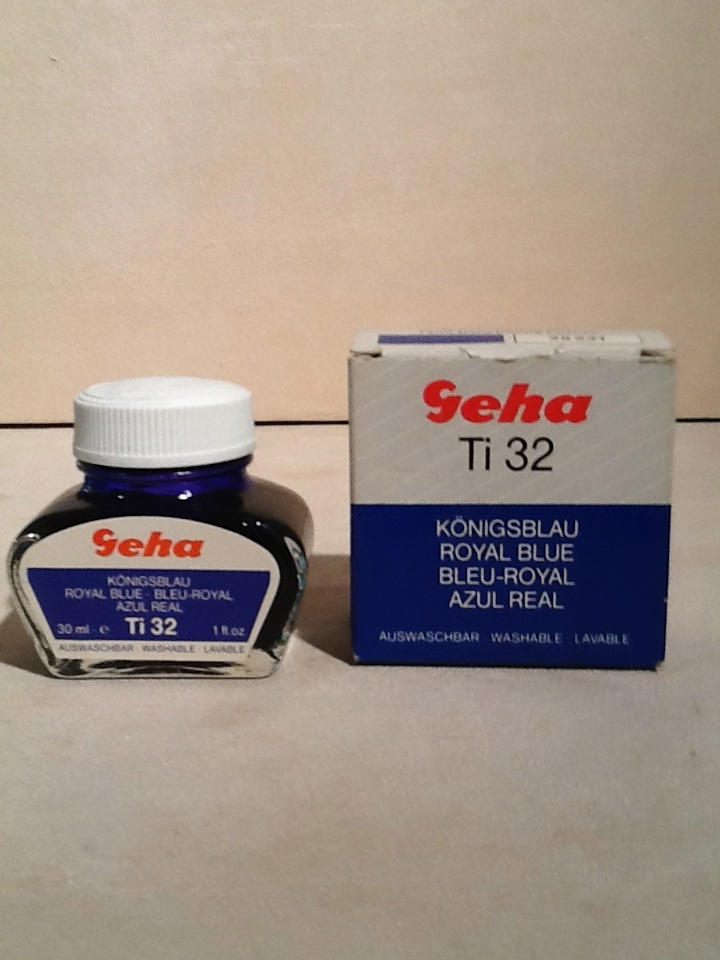 Geha
KÖNIGSBLAU
ROYAL BLUE · BLEU-ROYAL
AZUL REAL
30 ml · e Ti 32 1 fl.oz
AUSWASCHBAR · WASHABLE · LAVABLE
Geha
Ti 32
KÖNIGSBLAU
ROYAL BLUE
BLEU-ROYAL
AZUL REAL
AUSWASCHBAR WASHABLE LAVABLE